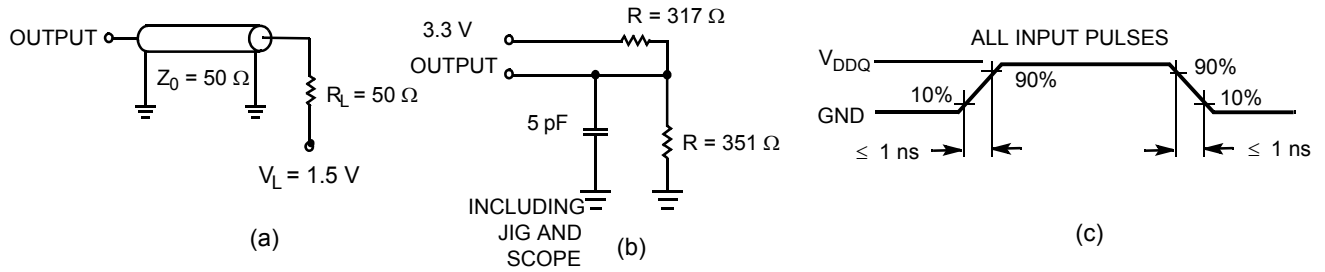 OUTPUT
Z0 = 50 Ω
RL = 50 Ω
VL = 1.5 V
(a)
R = 317 Ω
3.3 V
OUTPUT
5 pF
R = 351 Ω
INCLUDING
JIG AND
SCOPE
(b)
ALL INPUT PULSES
VDDQ
GND
10%
90%
90%
10%
≤ 1 ns
≤ 1 ns
(c)